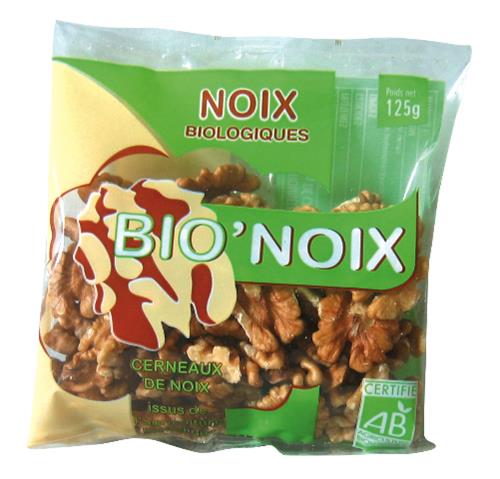 NOIX
BIOLOGIQUES
Poids net :
125g
BIO'NOIX
CERNEAUX
DE NOIX
issus de
CERTIFIÉ
AB